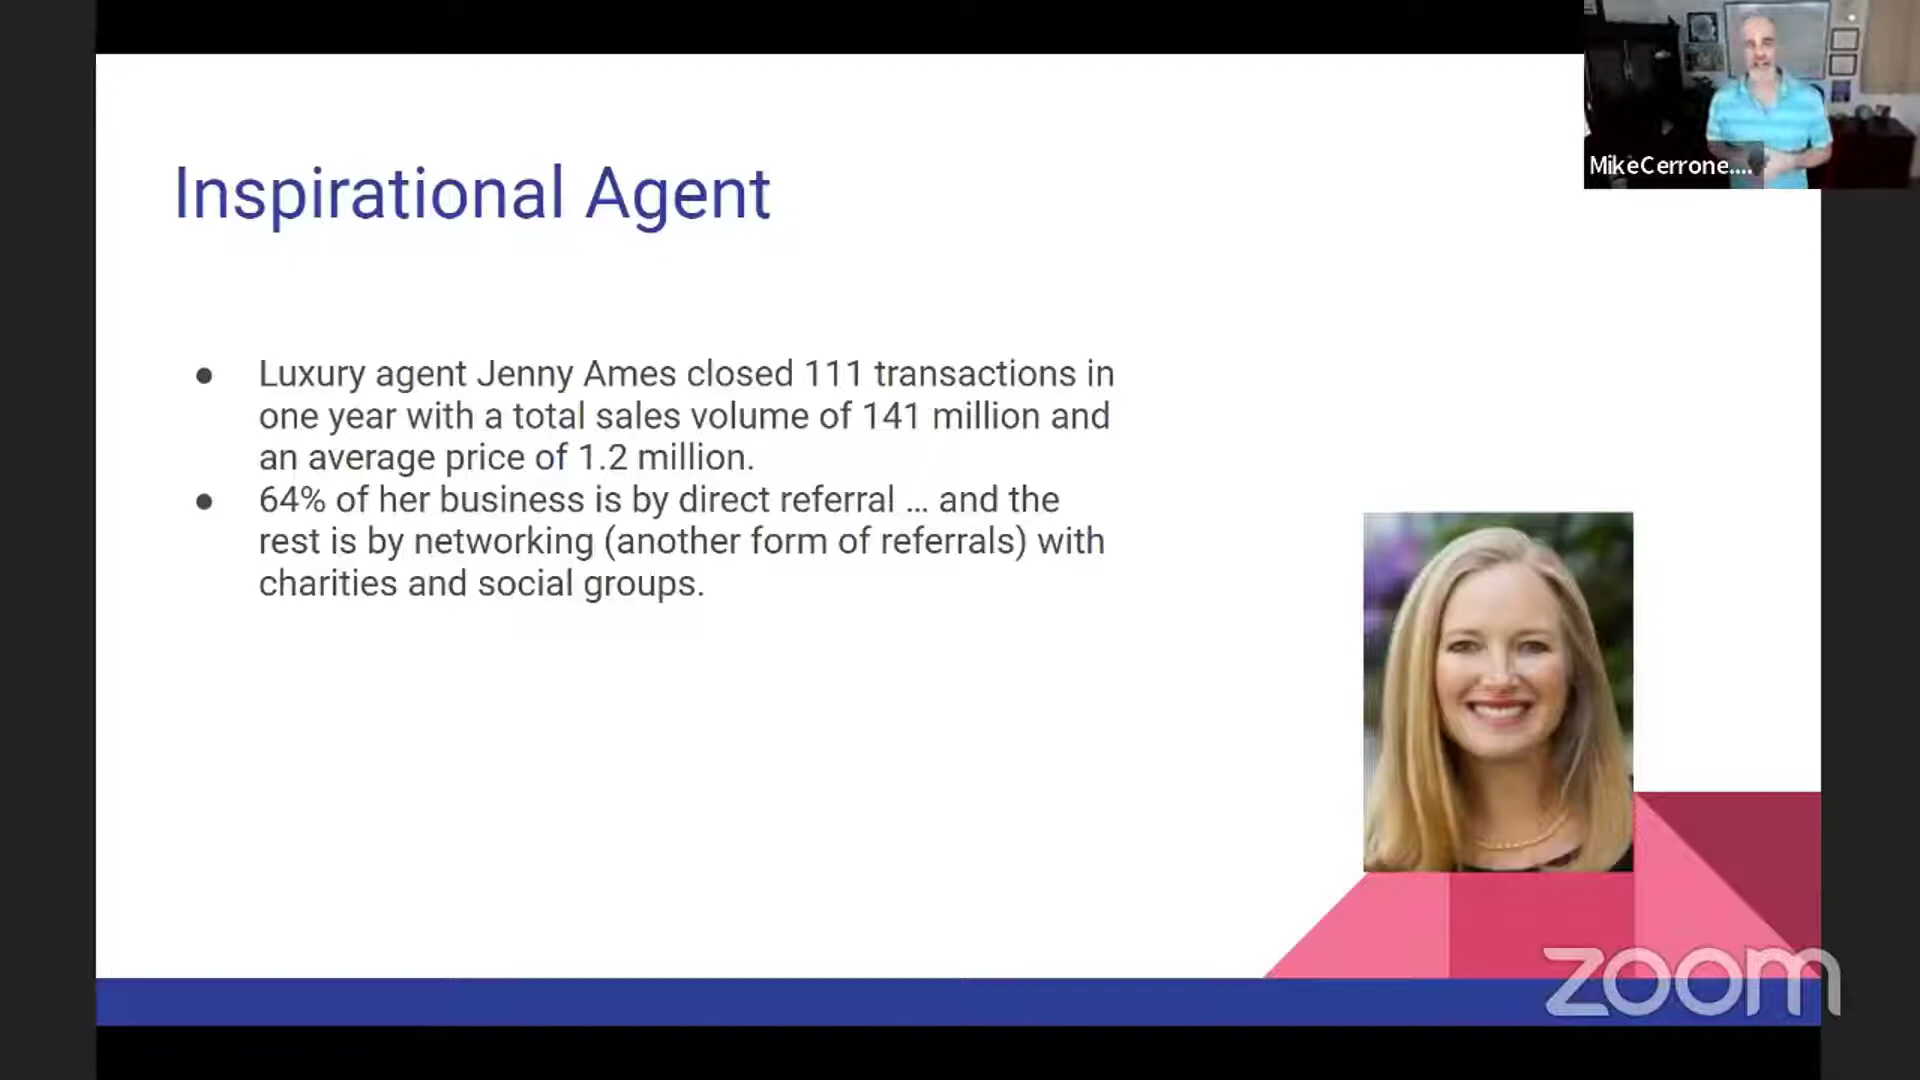 MikeCerrone....
Inspirational Agent
● Luxury agent Jenny Ames closed 111 transactions in
one year with a total sales volume of 141 million and
an average price of 1.2 million.
● 64% of her business is by direct referral … and the
rest is by networking (another form of referrals) with
charities and social groups.
zoom